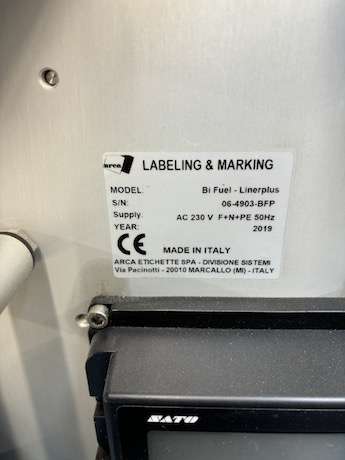 arca LABELING & MARKING
MODEL: Bi Fuel - Linerplus
S/N: 06-4903-BFP
Supply. AC 230 V F+N+PE 50Hz
YEAR: 2019
CE MADE IN ITALY
ARCA ETICHETTE SPA - DIVISIONE SISTEMI
Via Pacinotti - 20010 MARCALLO (MI) - ITALY
SATO